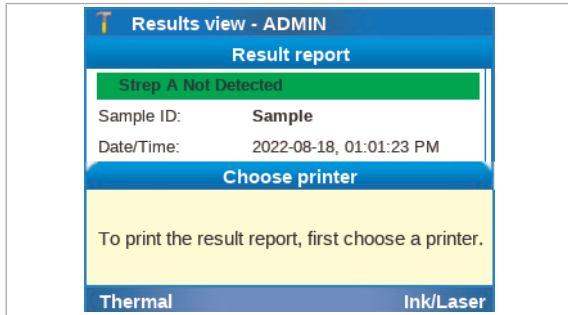 Results view - ADMIN
Result report
Strep A Not Detected
Sample ID: Sample
Date/Time: 2022-08-18, 01:01:23 PM
Choose printer
To print the result report, first choose a printer.
Thermal Ink/Laser